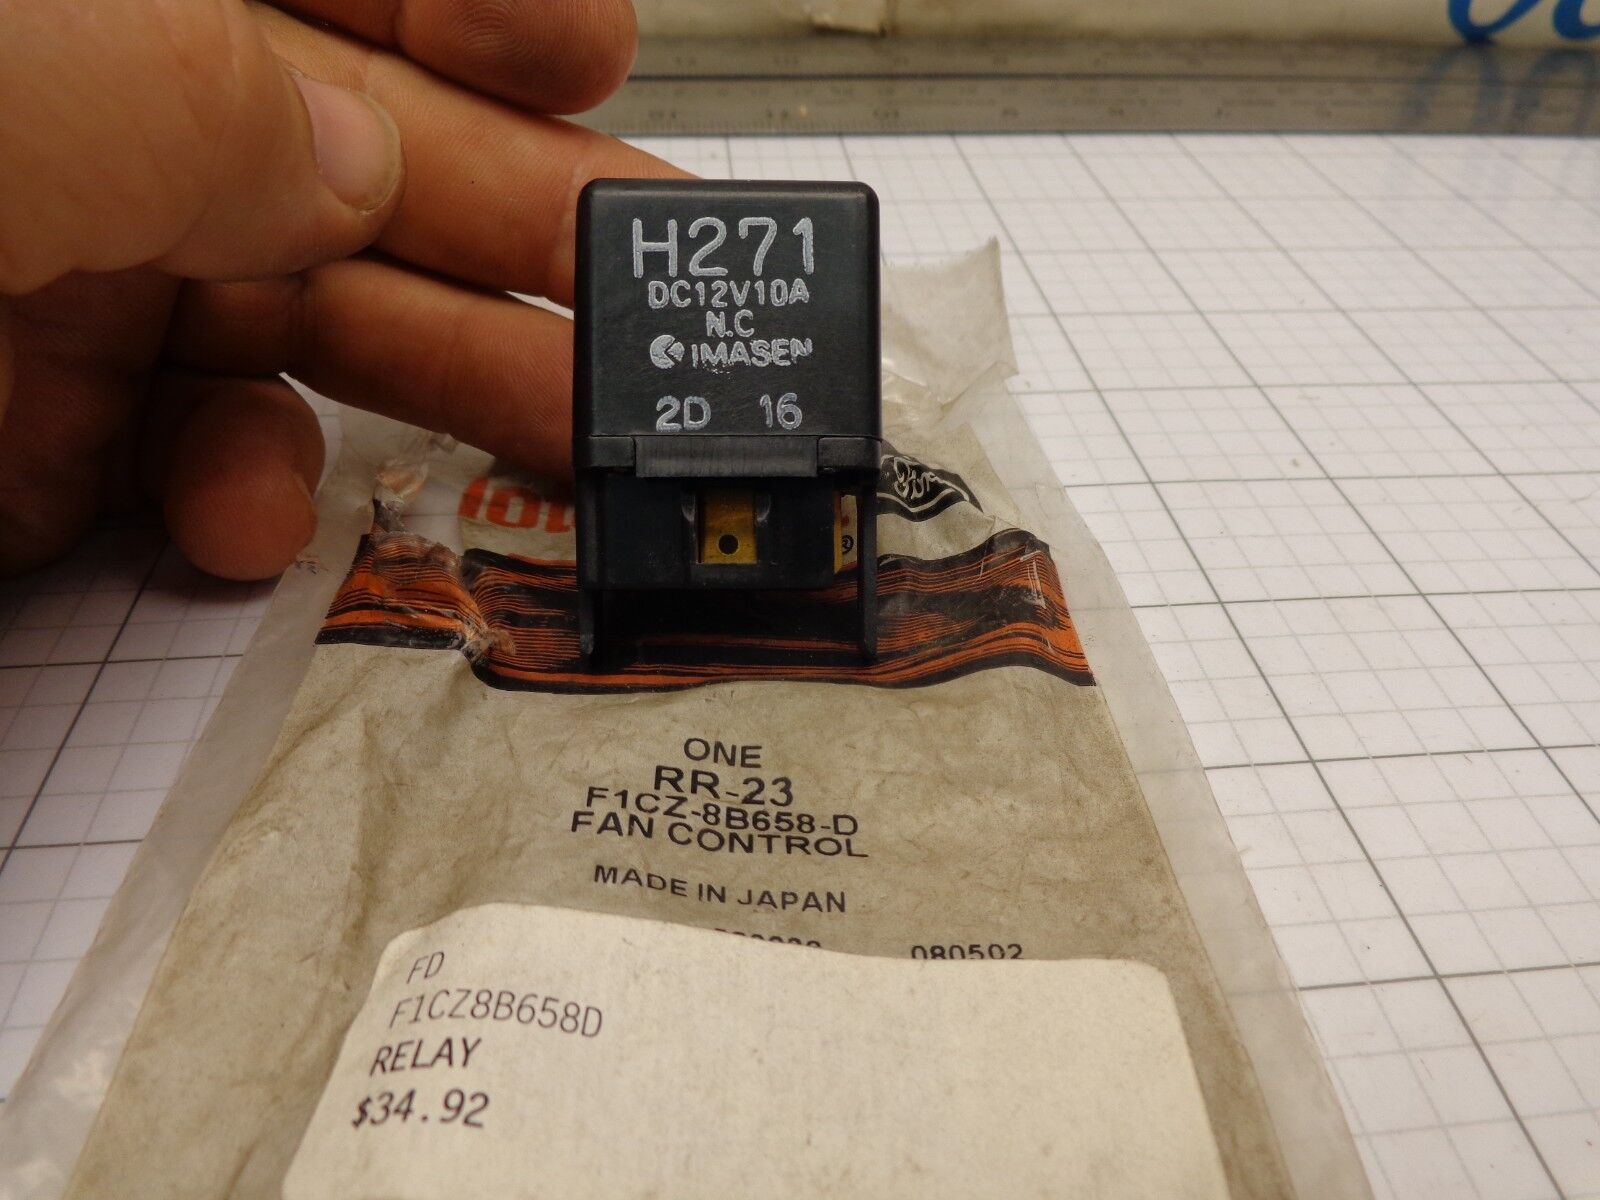 H271
DC12V10A
N.C
IMASEN
2D 16
Ford
ONE
RR-23
F1CZ-8B658-D
FAN CONTROL
MADE IN JAPAN
080502
FD
F1CZ8B658D
RELAY
$34.92